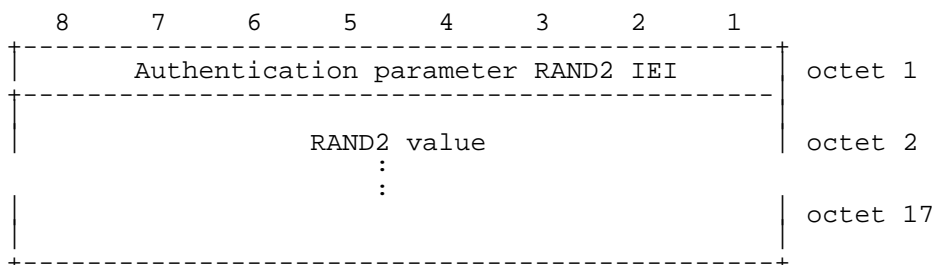 8 7 6 5 4 3 2 1
Authentication parameter RAND2 IEI octet 1
RAND2 value octet 2
:
:
octet 17